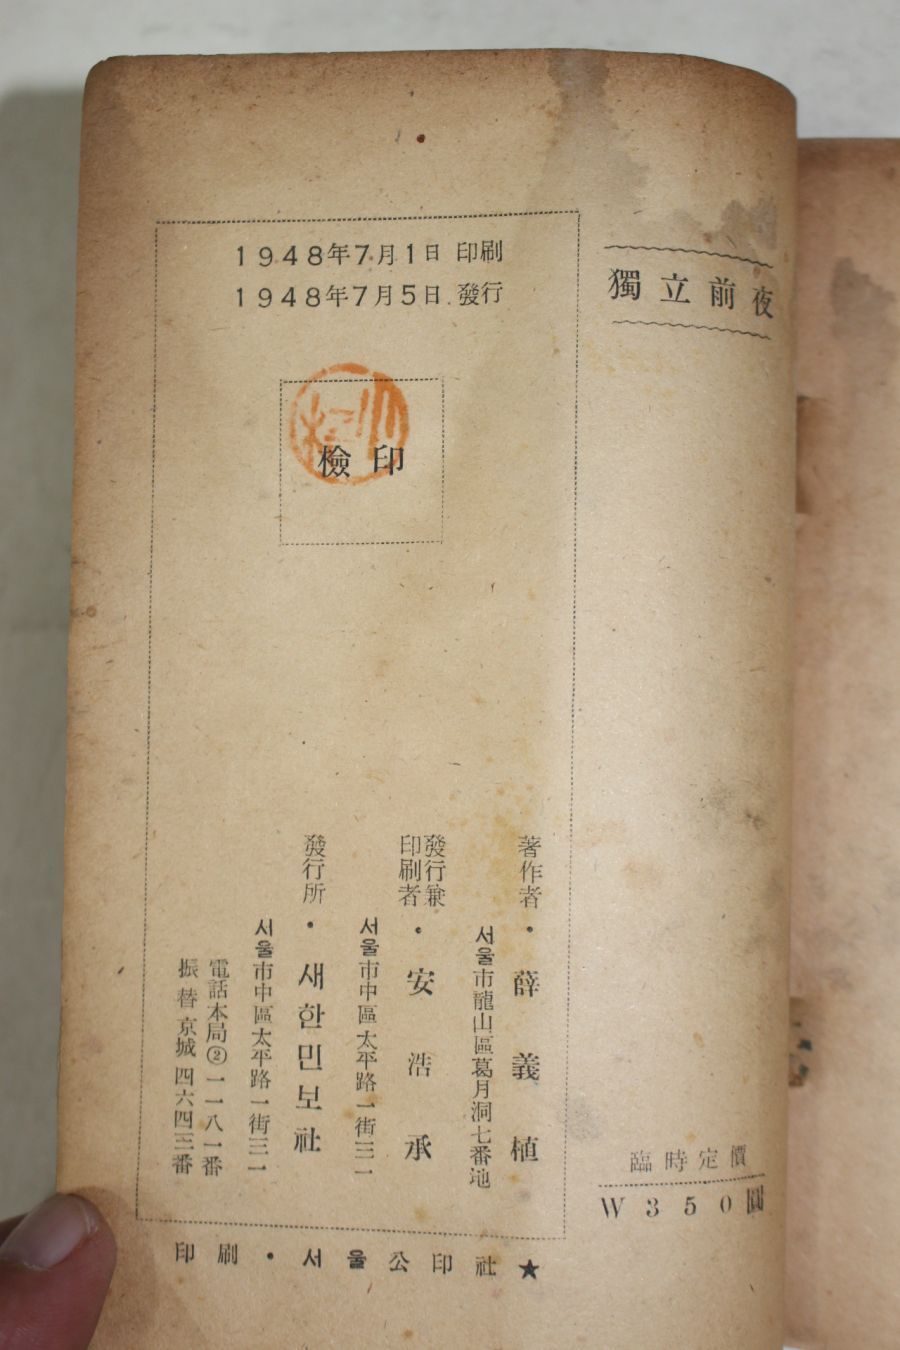 獨立前夜
臨時定價
W350圓
1948年7月1日 印刷
1948年7月5日 發行
檢印
著作者・薛義植
서울市龍山區葛月洞七番地
發行兼
印刷者・安浩承
서울市中區太平路一街三一
發行所・새한민보社
서울市中區太平路一街三一
電話本局②一一八一番
振替京城四六四三番
印刷・서울公印社★